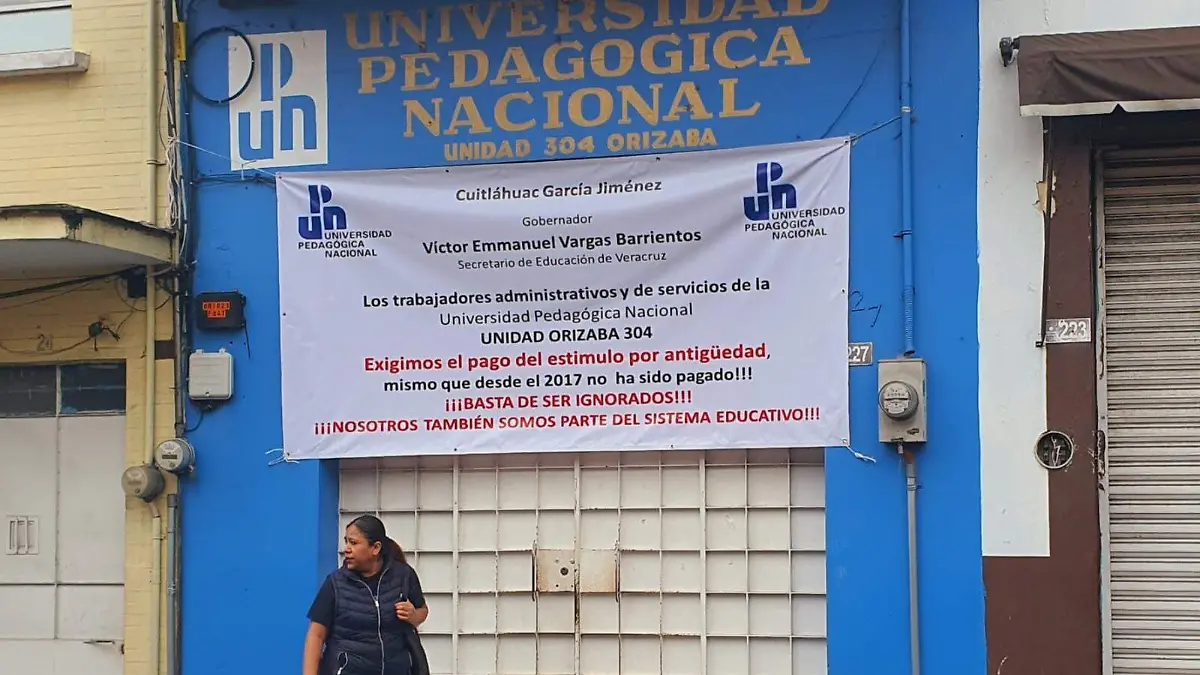 UNIVERSIDAD
PEDAGOGICA
NACIONAL
UNIDAD 304 ORIZABA
upn
Cuitláhuac García Jiménez
Gobernador
Víctor Emmanuel Vargas Barrientos
Secretario de Educación de Veracruz
UPN
UNIVERSIDAD
PEDAGÓGICA
NACIONAL
UPN
UNIVERSIDAD
PEDAGÓGICA
NACIONAL
Los trabajadores administrativos y de servicios de la
Universidad Pedagógica Nacional
UNIDAD ORIZABA 304
Exigimos el pago del estimulo por antigüedad,
mismo que desde el 2017 no ha sido pagado!!!
¡¡¡BASTA DE SER IGNORADOS!!!
¡¡¡NOSOTROS TAMBIÉN SOMOS PARTE DEL SISTEMA EDUCATIVO!!!
227
233